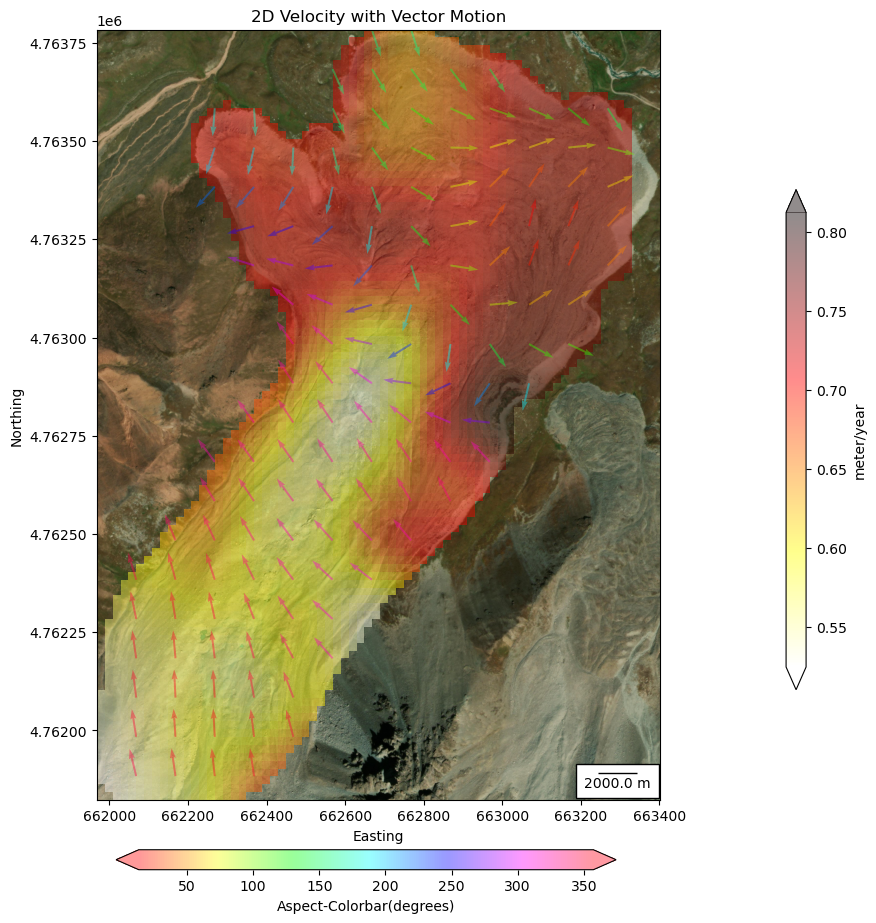 2D Velocity with Vector Motion
1e6
4.76375
4.76350
4.76325
4.76300
4.76275
4.76250
4.76225
4.76200
Northing
662000 662200 662400 662600 662800 663000 663200 663400
Easting
2000.0 m
0.80
0.75
0.70
0.65
0.60
0.55
meter/year
50 100 150 200 250 300 350
Aspect-Colorbar(degrees)